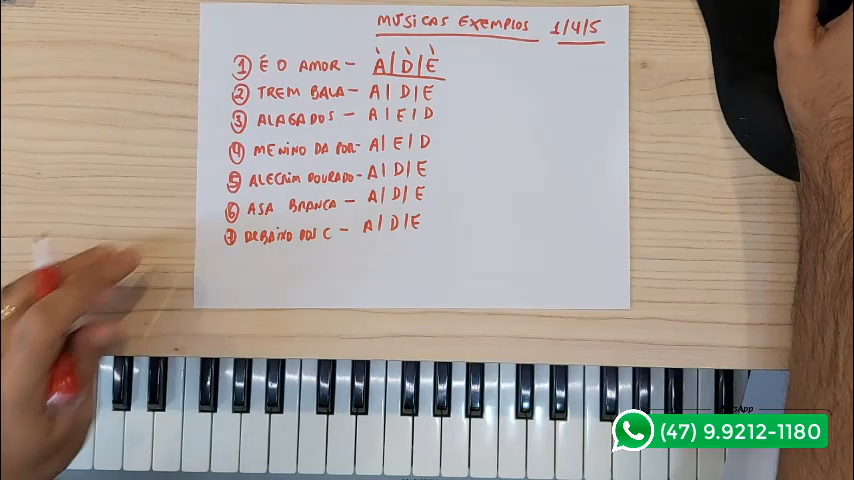 MÚSICAS EXEMPLOS 1/4/5
1 É O AMOR - A | D | E
2 TREM BALA - A | D | E
3 ALAGADOS - A | E | D
4 MENINO DA POR - A | E | D
5 ALECRIM DOURADO - A | D | E
6 ASA BRANCA - A | D | E
7 DEBAIXO DOS C - A | D | E
(47) 9.9212-1180